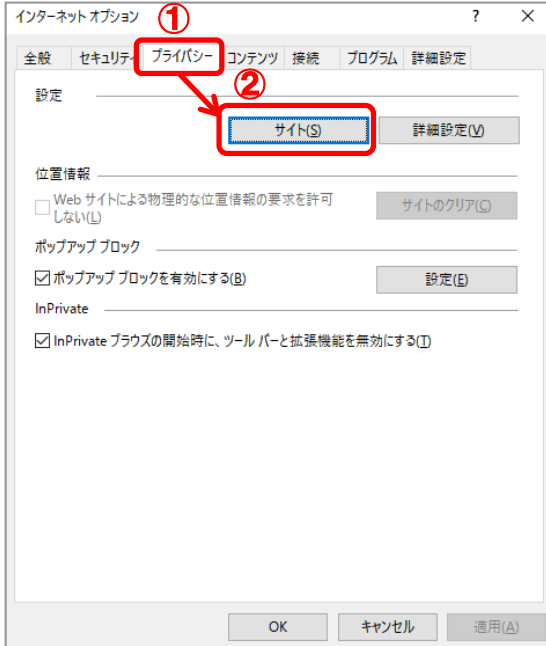 インターネット オプション
①
? ×
全般 セキュリティ プライバシー コンテンツ 接続 プログラム 詳細設定
②
設定
サイト(S) 詳細設定(V)
位置情報
Web サイトによる物理的な位置情報の要求を許可
しない(L)
サイトのクリア(C)
ポップアップ ブロック
ポップアップ ブロックを有効にする(B) 設定(E)
InPrivate
InPrivate ブラウズの開始時に、ツール バーと拡張機能を無効にする(T)
OK キャンセル 適用(A)